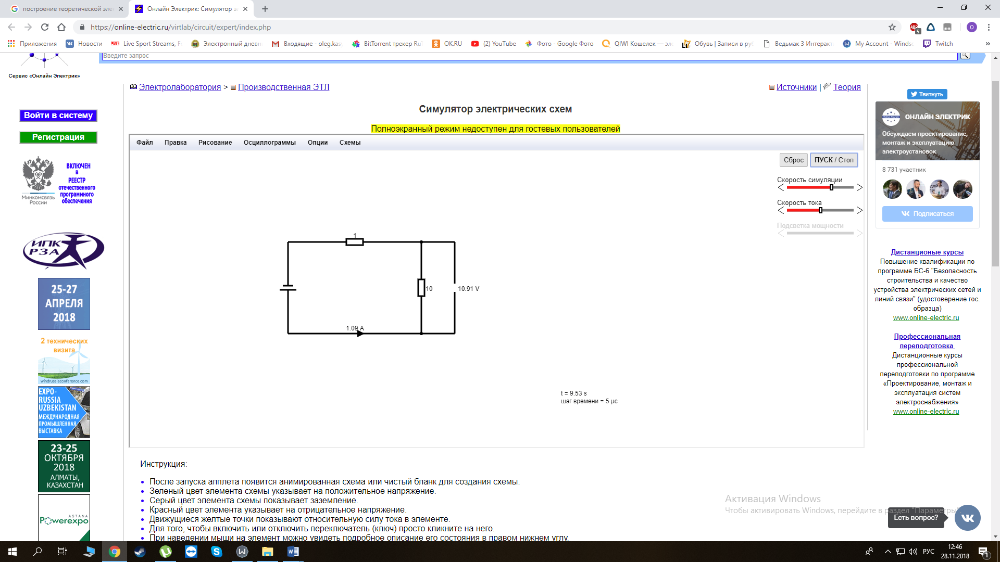 построение теоретической эле
Онлайн Электрик: Симулятор эл
https://online-electric.ru/virtlab/circuit/expert/index.php
ABP
5
О
Приложения
Новости
LIVE
Live Sport Streams, F
Электронный дневн
Входящие - oleg.kas
BitTorrent трекер Ru
OK.RU
(2) YouTube
Фото - Google Фото
QIWI Кошелек — эле
Обувь | Записи в руб
Ведьмак 3 Интеракт
My Account - Windsc
Twitch
»
Введите запрос
Сервис «Онлайн Электрик»
Электролаборатория > Производственная ЭТЛ
Источники | Теория
Войти в систему
Регистрация
ВКЛЮЧЕН
В
РЕЕСТР
отечественного
программного
обеспечения
Минкомсвязь
России
ИПК
РЗА
25-27
АПРЕЛЯ
2018
2 технических
визита
windrussiaconference.com
EXPO-
RUSSIA
UZBEKISTAN
МЕЖДУНАРОДНАЯ
ПРОМЫШЛЕННАЯ
ВЫСТАВКА
23-25
ОКТЯБРЯ
2018
АЛМАТЫ,
КАЗАХСТАН
ASTANA
Powerexpo
Симулятор электрических схем
Полноэкранный режим недоступен для гостевых пользователей
Файл Правка Рисование Осциллограммы Опции Схемы
Сброс
ПУСК / Стоп
Скорость симуляции
Скорость тока
Подсветка мощности
1
10
10.91 V
1.09 A
t = 9.53 s
шаг времени = 5 μс
Инструкция:
• После запуска апплета появится анимированная схема или чистый бланк для создания схемы.
• Зеленый цвет элемента схемы указывает на положительное напряжение.
• Серый цвет элемента схемы показывает заземление.
• Красный цвет элемента указывает на отрицательное напряжение.
• Движущиеся желтые точки показывают относительную силу тока в элементе.
• Для того, чтобы включить или отключить переключатель (ключ) просто кликните на него.
• При наведении мыши на элемент можно увидеть подробное описание его состояния в правом нижнем углу.
Твитнуть
ОНЛАЙН ЭЛЕКТРИК
Обсуждаем проектирование,
монтаж и эксплуатацию
электроустановок
8 731 участник
Подписаться
Дистанционые курсы
Повышение квалификации по
программе БС-6 "Безопасность
строительства и качество
устройства электрических сетей и
линий связи" (удостоверение гос.
образца)
www.online-electric.ru
Профессиональная
переподготовка
Дистанционные курсы
профессиональной
переподготовки по программе
«Проектирование, монтаж и
эксплуатация систем
электроснабжения»
www.online-electric.ru
Активация Windows
Чтобы активировать Windows, перейдите в раздел "Параметры".
Есть вопрос?
РУС
12:46
28.11.2018
1